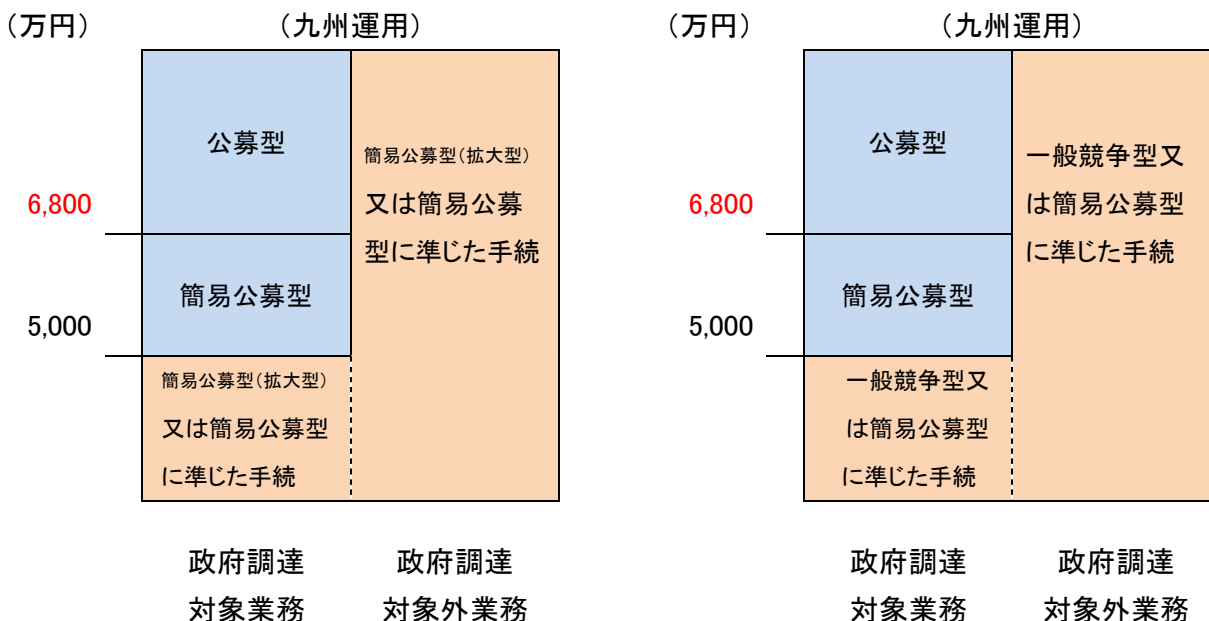 （万円）
（九州運用）
公募型
6,800
簡易公募型
5,000
簡易公募型（拡大型）
又は簡易公募型
に準じた手続
簡易公募型（拡大型）
又は簡易公募
型に準じた手続
政府調達
対象業務
政府調達
対象外業務
（万円）
（九州運用）
公募型
6,800
簡易公募型
5,000
一般競争型又
は簡易公募型
に準じた手続
一般競争型又
は簡易公募型
に準じた手続
政府調達
対象業務
政府調達
対象外業務